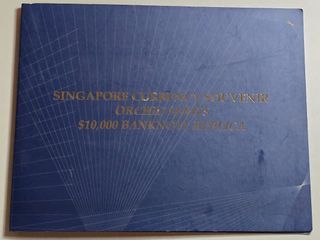 SINGAPORE CURRENCY SOUVENIR
ORCHID SERIES
$10,000 BANKNOTE REPLICA